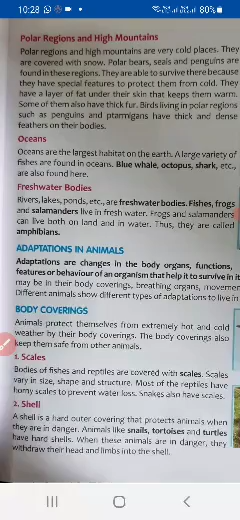 10:28
80%
Polar Regions and High Mountains
Polar regions and high mountains are very cold places. They
are covered with snow. Polar bears, seals and penguins are
found in these regions. They are able to survive there because
they have special features to protect them from cold. They
have a layer of fat under their skin that keeps them warm.
Some of them also have thick fur. Birds living in polar regions
such as penguins and ptarmigans have thick and dense
feathers on their bodies.
Oceans
Oceans are the largest habitat on the earth. A large variety of
fishes are found in oceans. Blue whale, octopus, shark, etc.,
are also found here.
Freshwater Bodies
Rivers, lakes, ponds, etc., are freshwater bodies. Fishes, frogs
and salamanders live in fresh water. Frogs and salamanders
can live both on land and in water. Thus, they are called
amphibians.
ADAPTATIONS IN ANIMALS
Adaptations are changes in the body organs, functions,
features or behaviour of an organism that help it to survive in it
may be in their body coverings, breathing organs, movemen
Different animals show different types of adaptations to live in
BODY COVERINGS
Animals protect themselves from extremely hot and cold
weather by their body coverings. The body coverings also
keep them safe from other animals.
1. Scales
Bodies of fishes and reptiles are covered with scales. Scales
vary in size, shape and structure. Most of the reptiles have
horny scales to prevent water loss. Snakes also have scales.
2. Shell
A shell is a hard outer covering that protects animals when
they are in danger. Animals like snails, tortoises and turtles
have hard shells. When these animals are in danger, they
withdraw their head and limbs into the shell.